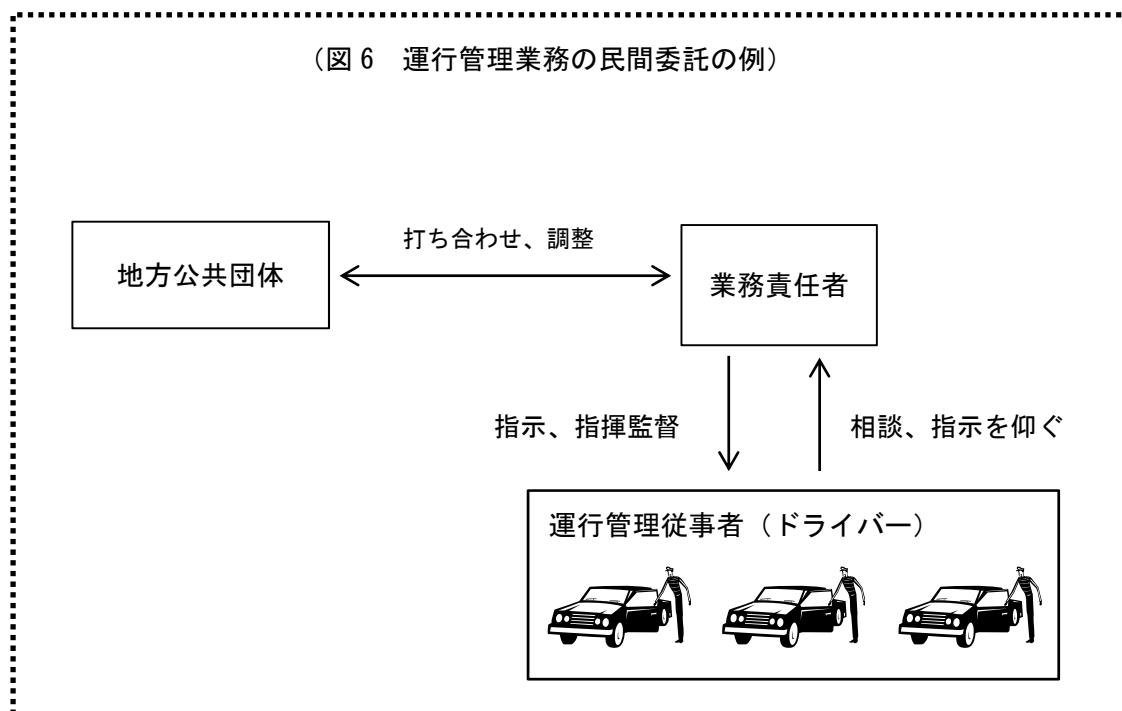 （図６　運行管理業務の民間委託の例）
打ち合わせ、調整
地方公共団体
業務責任者
指示、指揮監督
相談、指示を仰ぐ
運行管理従事者（ドライバー）